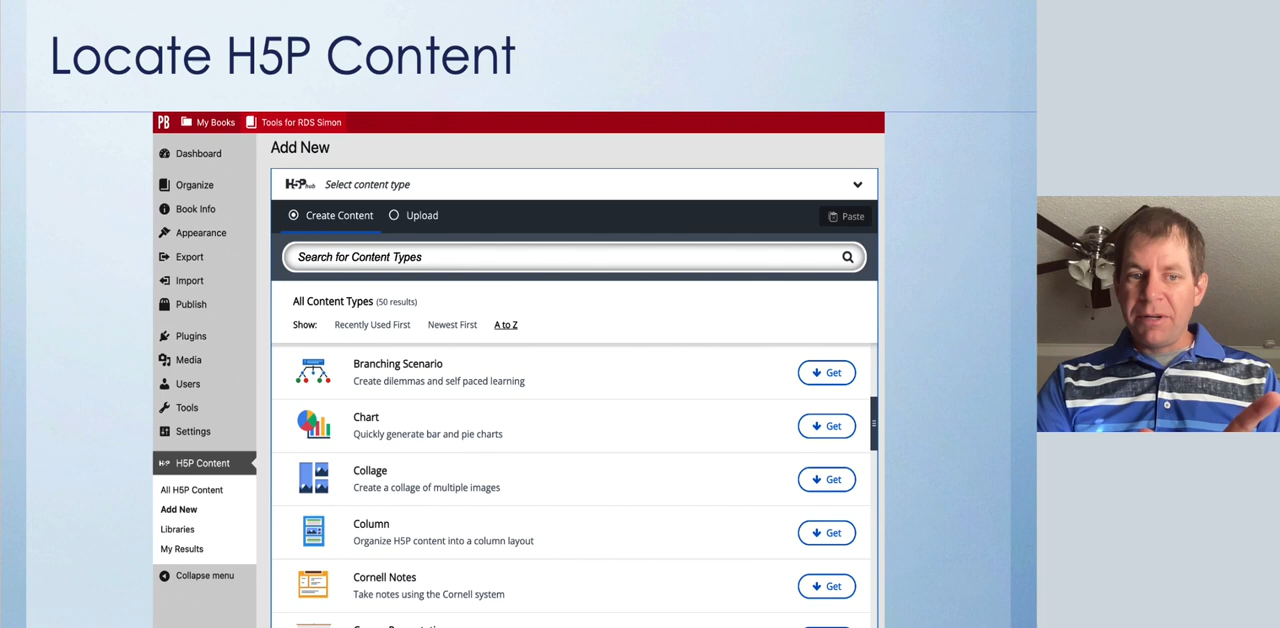 Locate H5P Content
PB My Books Tools for RDS Simon
Dashboard
Organize
Book Info
Appearance
Export
Import
Publish
Plugins
Media
Users
Tools
Settings
H5P H5P Content
All H5P Content
Add New
Libraries
My Results
Collapse menu
Add New
H5P hub Select content type
Create Content Upload Paste
Search for Content Types
All Content Types (50 results)
Show: Recently Used First Newest First A to Z
Branching Scenario
Create dilemmas and self paced learning
Get
Chart
Quickly generate bar and pie charts
Get
Collage
Create a collage of multiple images
Get
Column
Organize H5P content into a column layout
Get
Cornell Notes
Take notes using the Cornell system
Get